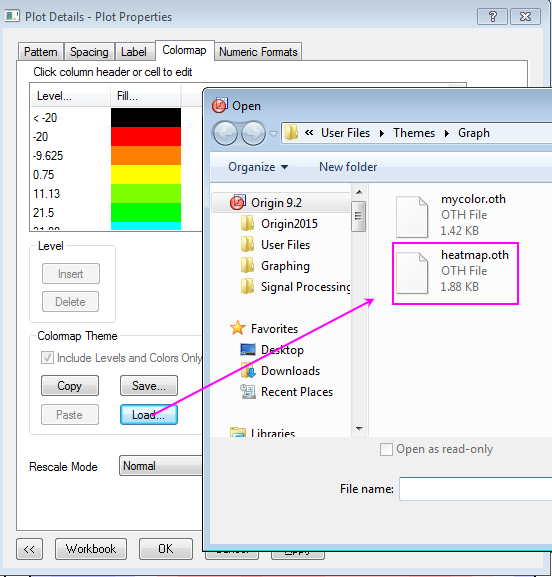 Plot Details - Plot Properties
?
Pattern Spacing Label Colomap Numeric Formats
Click column header or cell to edit
Level... Fill...
< -20
-20
-9.625
0.75
11.13
21.5
Level
Insert
Delete
Colormap Theme
Include Levels and Colors Only
Copy Save...
Paste Load...
Rescale Mode Normal
<< Workbook OK
Open
« User Files Themes Graph
Organize New folder
Origin 9.2
Origin2015
User Files
Graphing
Signal Processing
Favorites
Desktop
Downloads
Recent Places
Libraries
mycolor.oth
OTH File
1.42 KB
heatmap.oth
OTH File
1.88 KB
Open as read-only
File name: